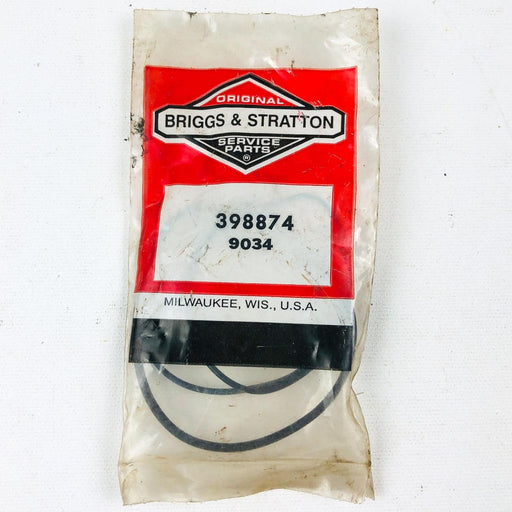 ORIGINAL
BRIGGS & STRATTON
SERVICE
PARTS
®
398874
9034
MILWAUKEE, WIS., U.S.A.